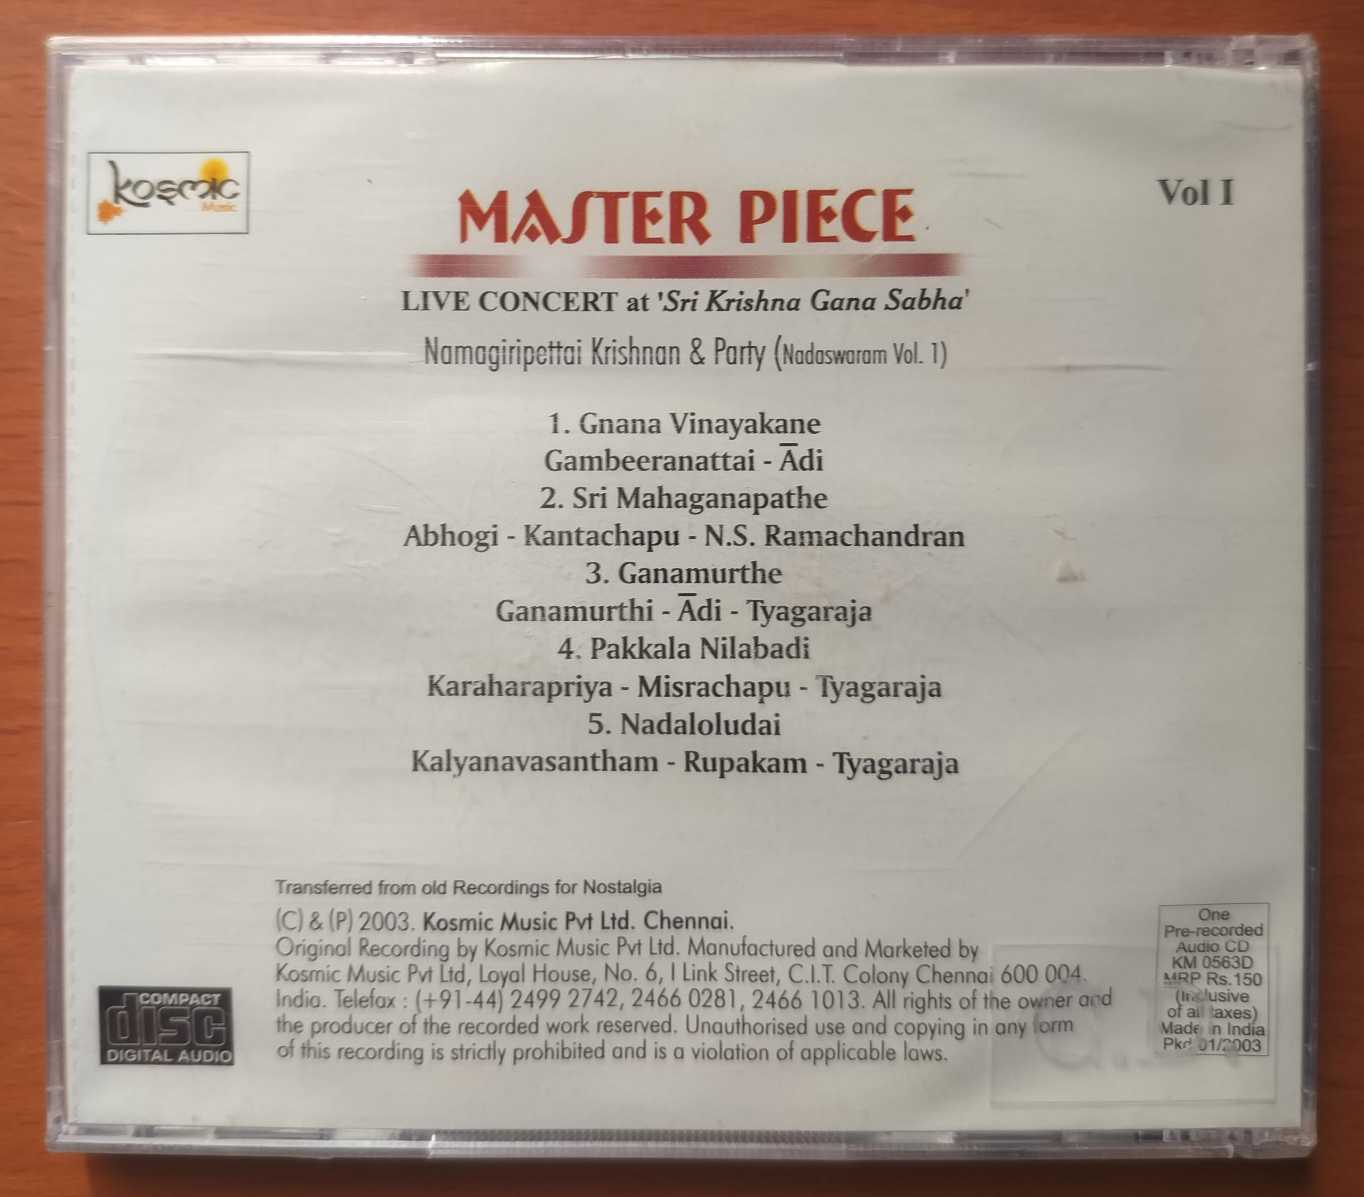 Kosmic
Music
MASTER PIECE
Vol I
LIVE CONCERT at 'Sri Krishna Gana Sabha'
Namagiripettai Krishnan & Party (Nadaswaram Vol. 1)
1. Gnana Vinayakane
Gambeeranattai - Ādi
2. Sri Mahaganapathe
Abhogi - Kantachapu - N.S. Ramachandran
3. Ganamurthe
Ganamurthi - Ādi - Tyagaraja
4. Pakkala Nilabadi
Karaharapriya - Misrachapu - Tyagaraja
5. Nadaloludai
Kalyanavasantham - Rupakam - Tyagaraja
Transferred from old Recordings for Nostalgia
(C) & (P) 2003. Kosmic Music Pvt Ltd. Chennai.
Original Recording by Kosmic Music Pvt Ltd. Manufactured and Marketed by
Kosmic Music Pvt Ltd, Loyal House, No. 6, I Link Street, C.I.T. Colony Chennai 600 004.
India. Telefax : (+91-44) 2499 2742, 2466 0281, 2466 1013. All rights of the owner and
the producer of the recorded work reserved. Unauthorised use and copying in any form
of this recording is strictly prohibited and is a violation of applicable laws.
COMPACT
disc
DIGITAL AUDIO
One
Pre-recorded
Audio CD
KM 0563D
MRP Rs.150
(Inclusive
of all taxes)
Made in India
Pkd 01/2003